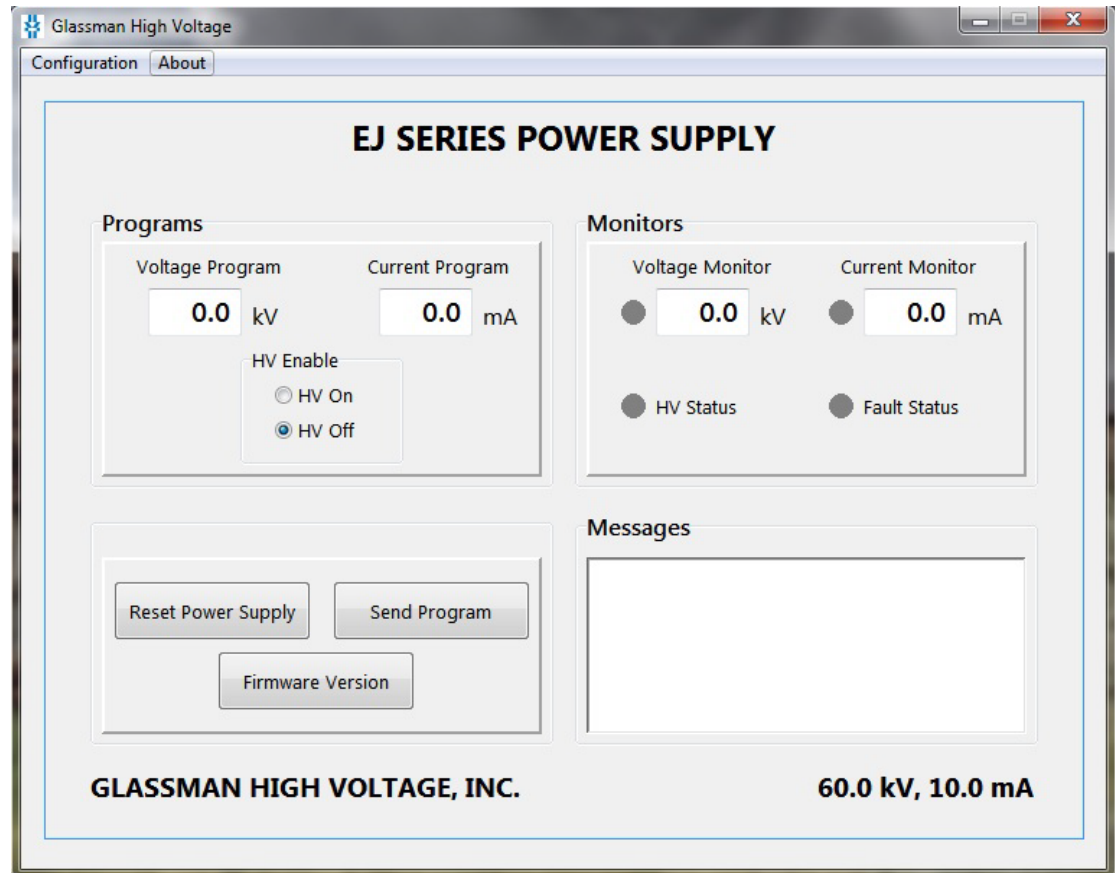 Glassman High Voltage
Configuration About
EJ SERIES POWER SUPPLY
Programs
Voltage Program Current Program
0.0 kV 0.0 mA
HV Enable
HV On
HV Off
Monitors
Voltage Monitor Current Monitor
0.0 kV 0.0 mA
HV Status Fault Status
Reset Power Supply Send Program
Firmware Version
Messages
GLASSMAN HIGH VOLTAGE, INC. 60.0 kV, 10.0 mA